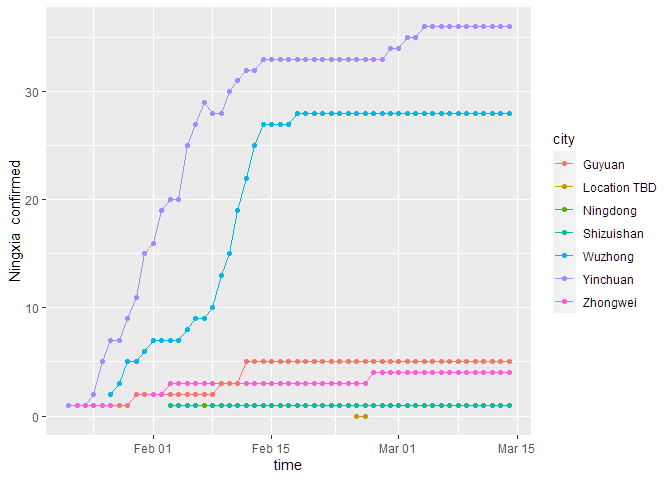 30
20
10
0
Ningxia confirmed
Feb 01
Feb 15
Mar 01
Mar 15
time
city
Guyuan
Location TBD
Ningdong
Shizuishan
Wuzhong
Yinchuan
Zhongwei